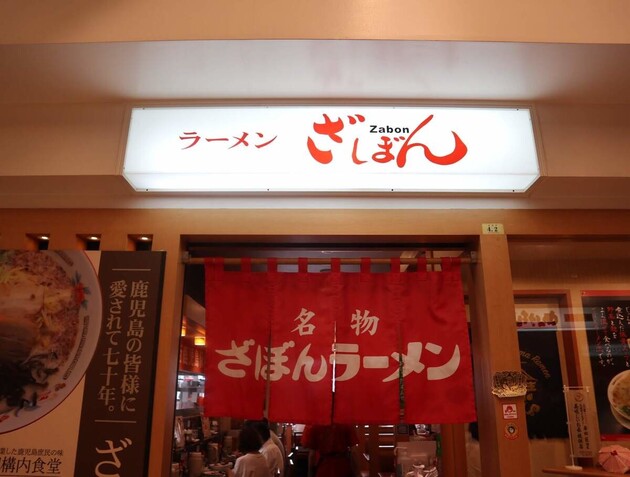 ラーメン ざぼん
Zabon
名物
ざぼんラーメン
鹿児島の皆様に
愛されて七十年。
ざ
構内食堂